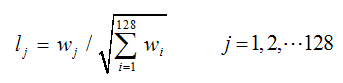 l_j = w_j / √(∑_{i=1}^{128} w_i)    j = 1, 2, ⋯128